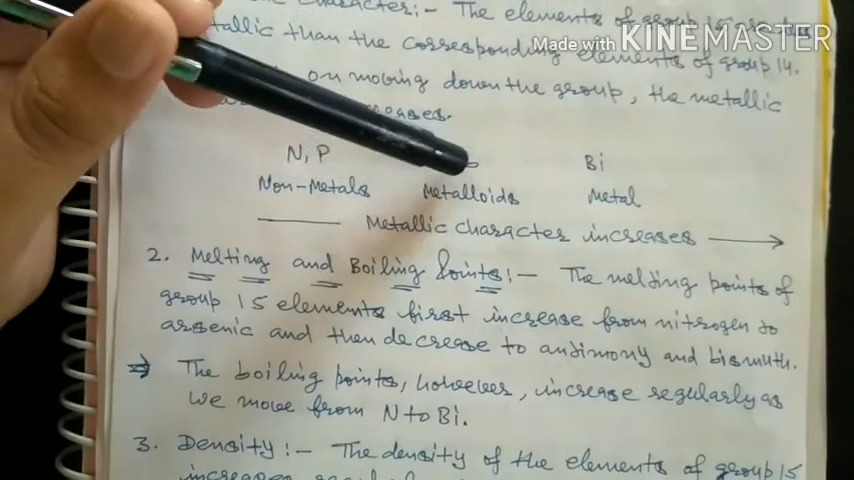 Character:- The elements of group
than the corresponding elements of group 14.
Made with KINEMASTER
on moving down the group, the metallic
N, P Bi
Non-Metals Metalloids Metal
Metallic character increases
2. Melting and Boiling Points:- The melting points of
group 15 elements first increase from nitrogen to
arsenic and then decrease to antimony and bismuth.
⇒ The boiling points, however, increase regularly as
we move from N to Bi.
3. Density:- The density of the elements of group 15